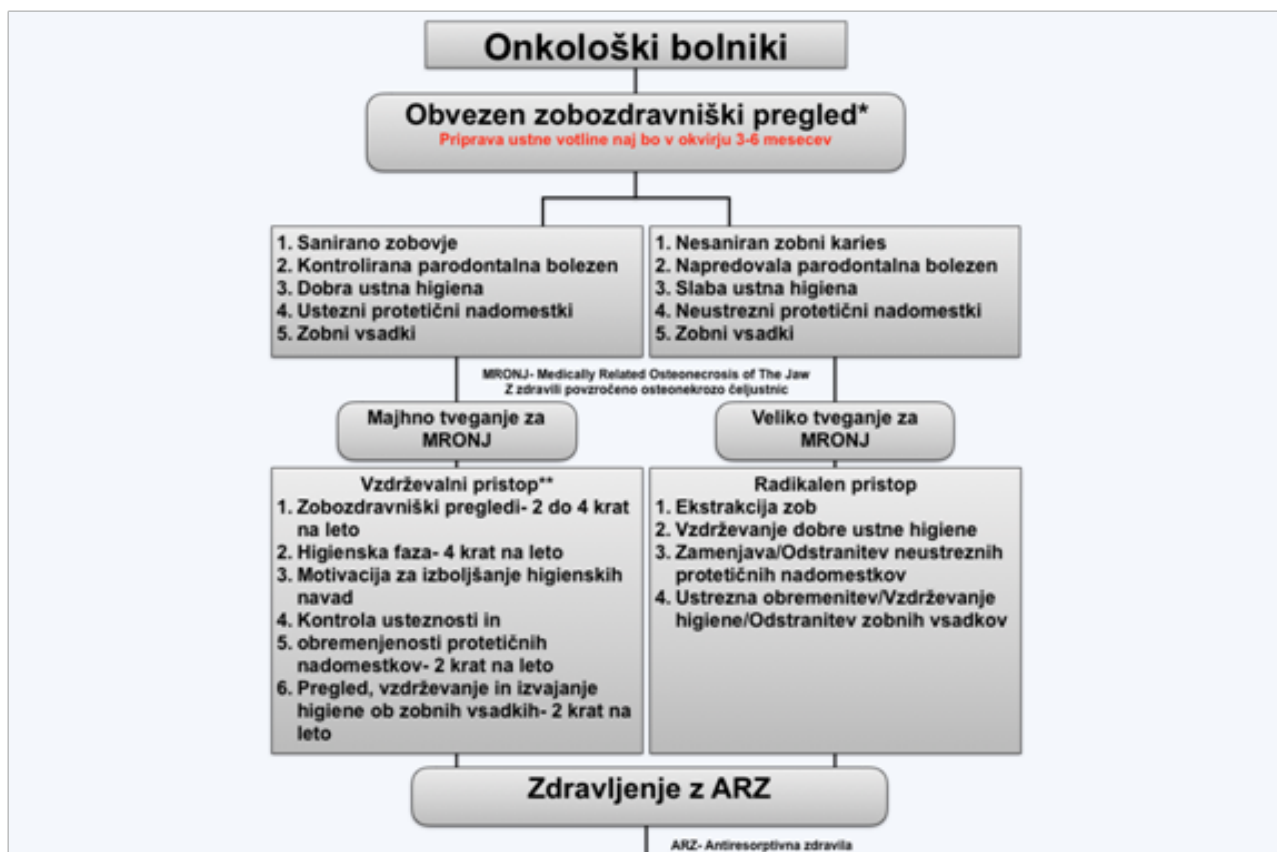 Onkološki bolniki
Obvezen zobozdravniški pregled*
Priprava ustne votline naj bo v okvirju 3-6 mesecev
1. Sanirano zobovje
2. Kontrolirana parodontalna bolezen
3. Dobra ustna higiena
4. Ustezni protetični nadomestki
5. Zobni vsadki
1. Nesaniran zobni karies
2. Napredovala parodontalna bolezen
3. Slaba ustna higiena
4. Neustrezni protetični nadomestki
5. Zobni vsadki
MRONJ- Medically Related Osteonecrosis of The Jaw
Z zdravili povzročeno osteonekrozo čeljustnic
Majhno tveganje za
MRONJ
Veliko tveganje za
MRONJ
Vzdrževalni pristop**
1. Zobozdravniški pregledi- 2 do 4 krat
na leto
2. Higienska faza- 4 krat na leto
3. Motivacija za izboljšanje higienskih
navad
4. Kontrola usteznosti in
5. obremenjenosti protetičnih
nadomestkov- 2 krat na leto
6. Pregled, vzdrževanje in izvajanje
higiene ob zobnih vsadkih- 2 krat na
leto
Radikalen pristop
1. Ekstrakcija zob
2. Vzdrževanje dobre ustne higiene
3. Zamenjava/Odstranitev neustreznih
protetičnih nadomestkov
4. Ustrezna obremenitev/Vzdrževanje
higiene/Odstranitev zobnih vsadkov
Zdravljenje z ARZ
ARZ- Antiresorptivna zdravila